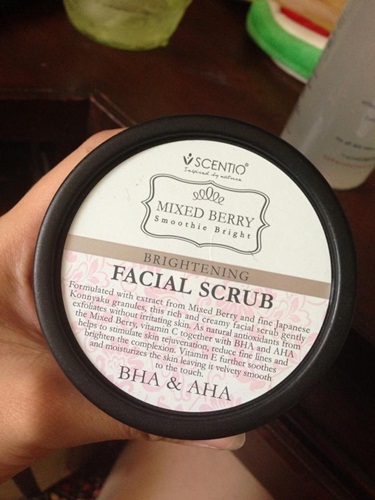 SCENTIO®
Inspired by nature
MIXED BERRY
Smoothie Bright
BRIGHTENING
FACIAL SCRUB
Formulated with extract from Mixed Berry and fine Japanese
Konnyaku granules, this rich and creamy facial scrub gently
exfoliates without irritating skin. As natural antioxidants from
the Mixed Berry, vitamin C together with BHA and AHA
helps to stimulate skin rejuvenation, reduce fine lines and
brighten the complexion. Vitamin E further soothes
and moisturizes the skin leaving it velvety smooth
to the touch.
BHA & AHA